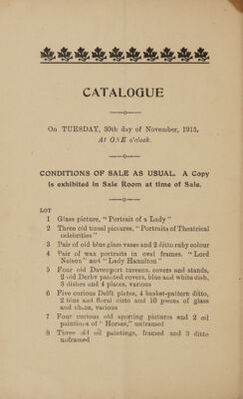 CATALOGUE
On TUESDAY, 30th day of November, 1915,
At ONE o'clock.
CONDITIONS OF SALE AS USUAL. A Copy
is exhibited in Sale Room at time of Sale.
LOT
1 Glass picture, "Portrait of a Lady"
2 Three old tinsel pictures, "Portraits of Theatrical
celebrities"
3 Pair of old blue glass vases and 2 ditto ruby colour
4 Pair of wax portraits in oval frames. "Lord
Nelson" and "Lady Hamilton"
5 Four old Davenport tureens, covers and stands,
2 old Derby painted covers, blue and white dish,
3 dishes and 4 plates, various
6 Five curious Delft plates, 4 basket-pattern ditto,
2 blue and floral ditto and 10 pieces of glass
and china, various
7 Four curious old sporting pictures and 2 oil
paintings of "Horses," unframed
8 Three old oil paintings, framed and 3 ditto
unframed